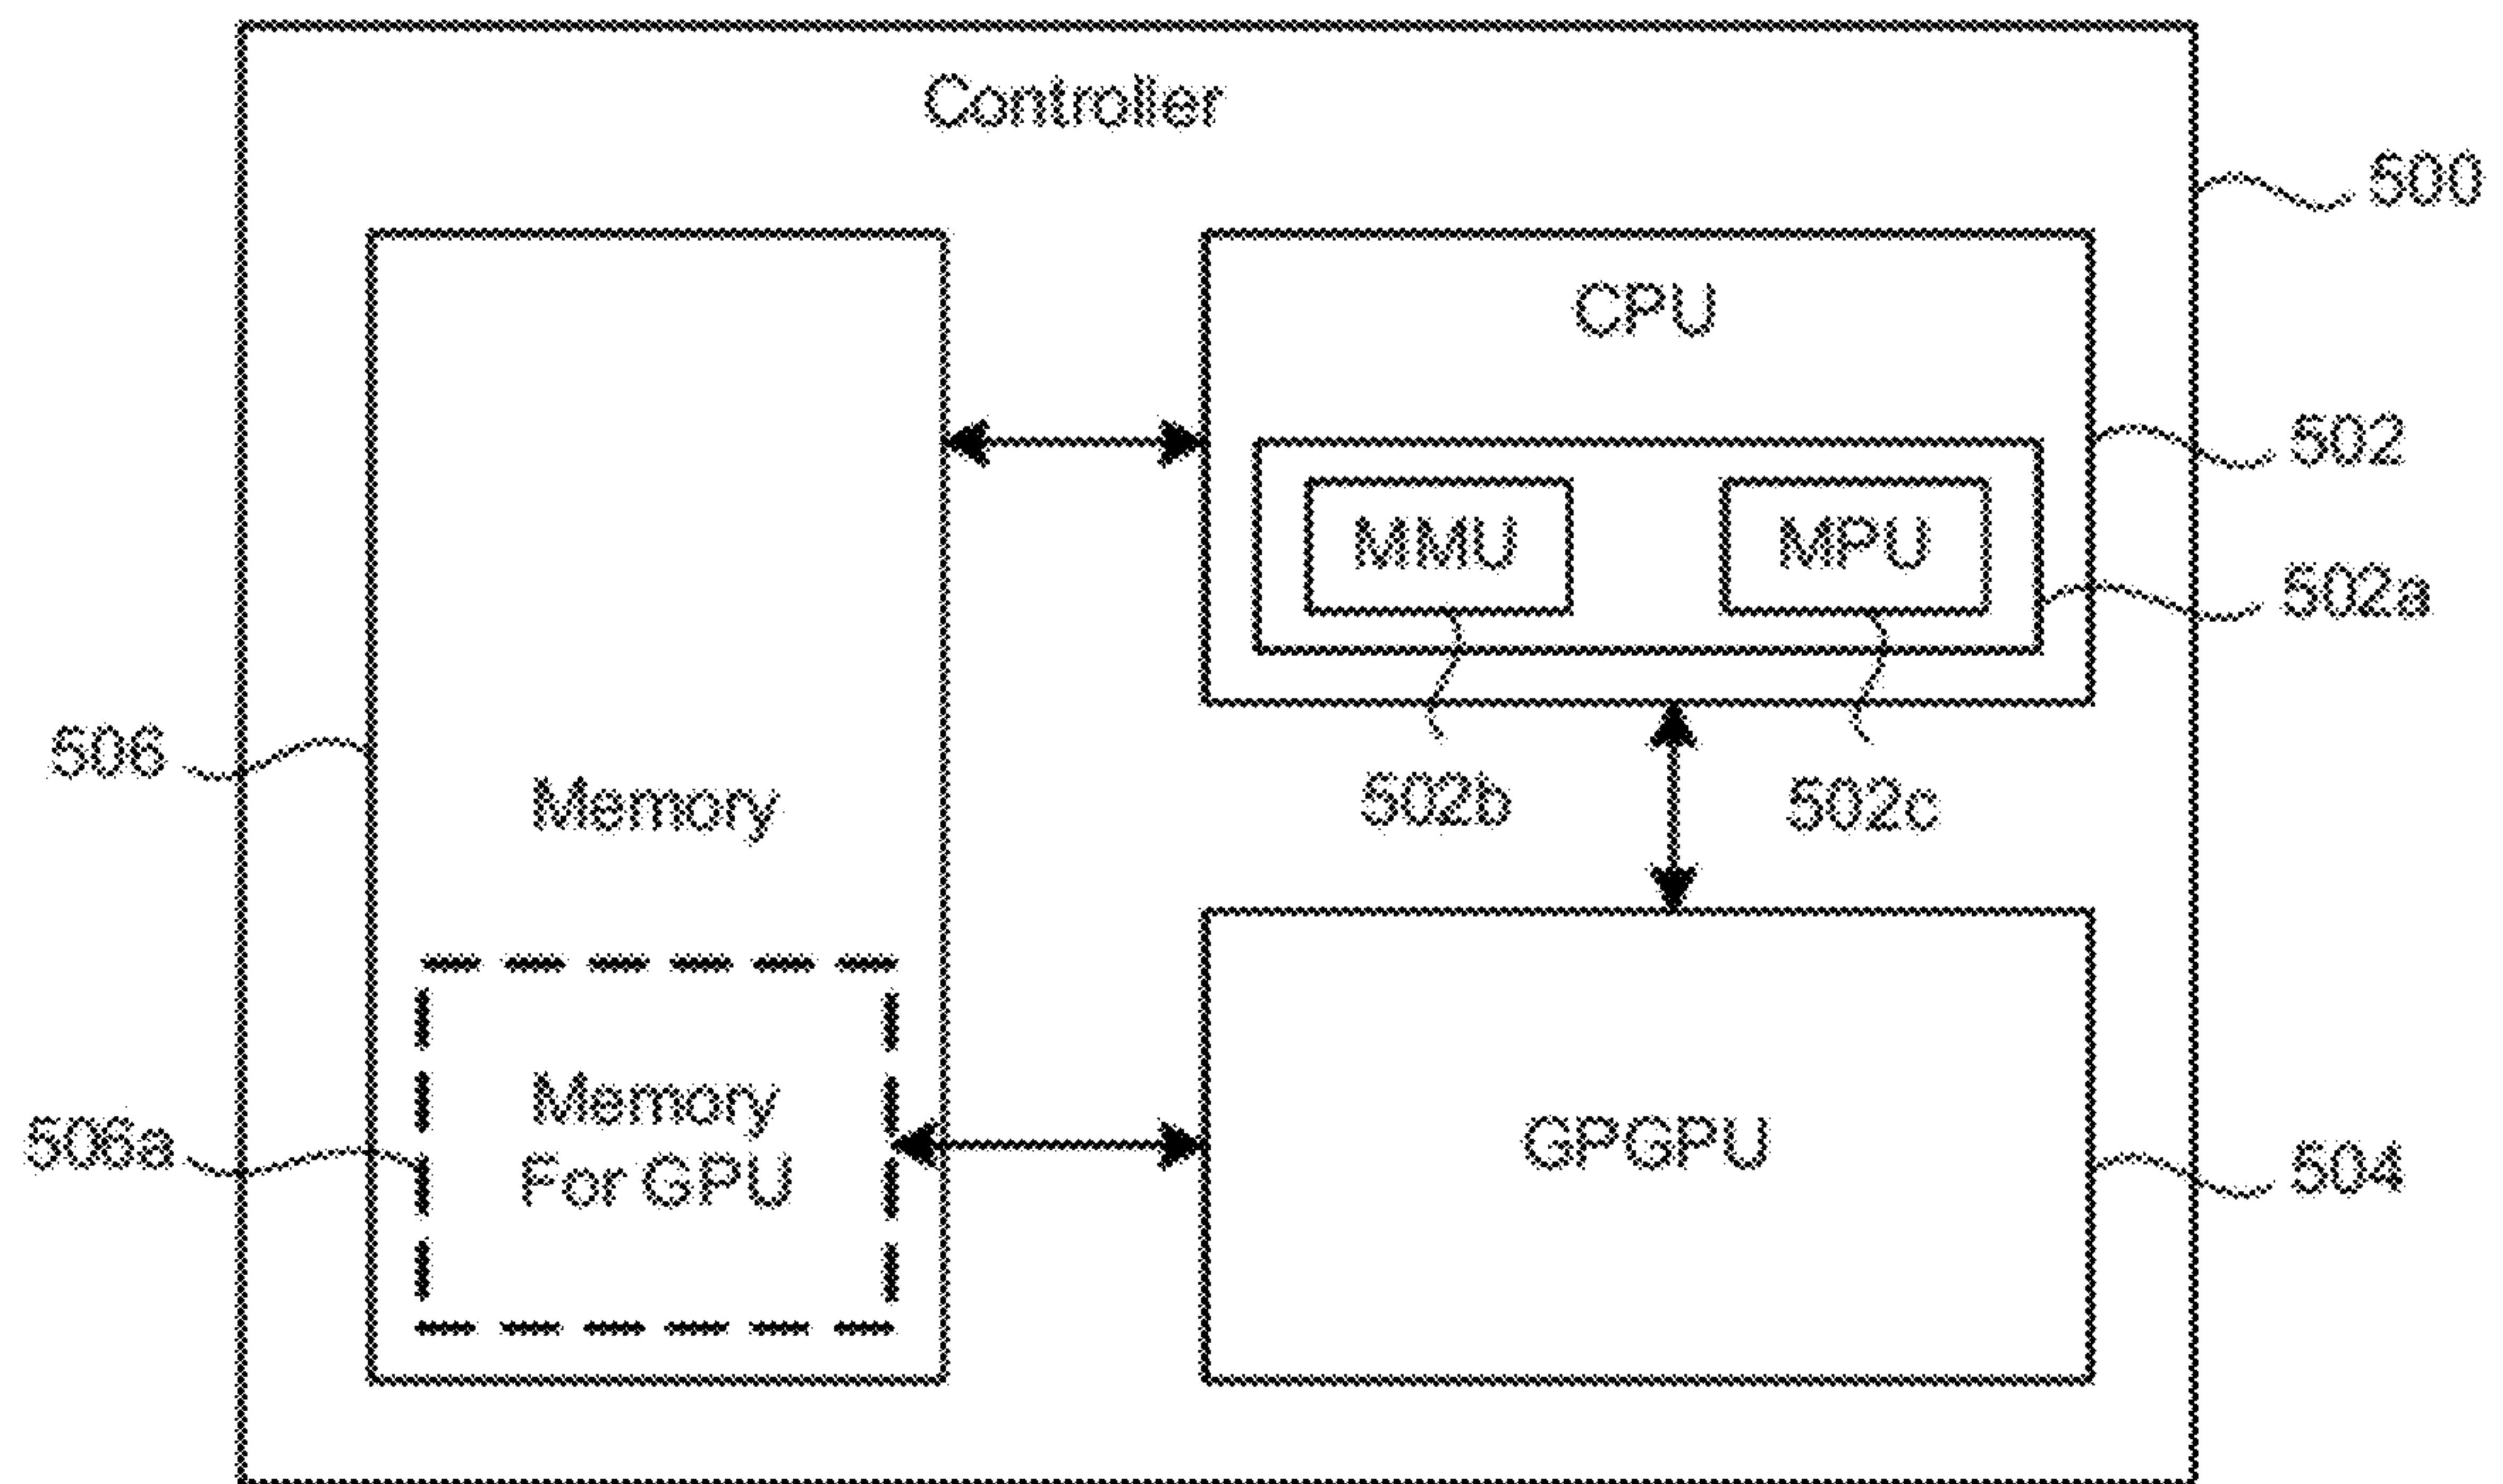 Controller
500
CPU
502
MMU
MPU
502a
506
Memory
502b
502c
Memory
For GPU
506a
GPGPU
504